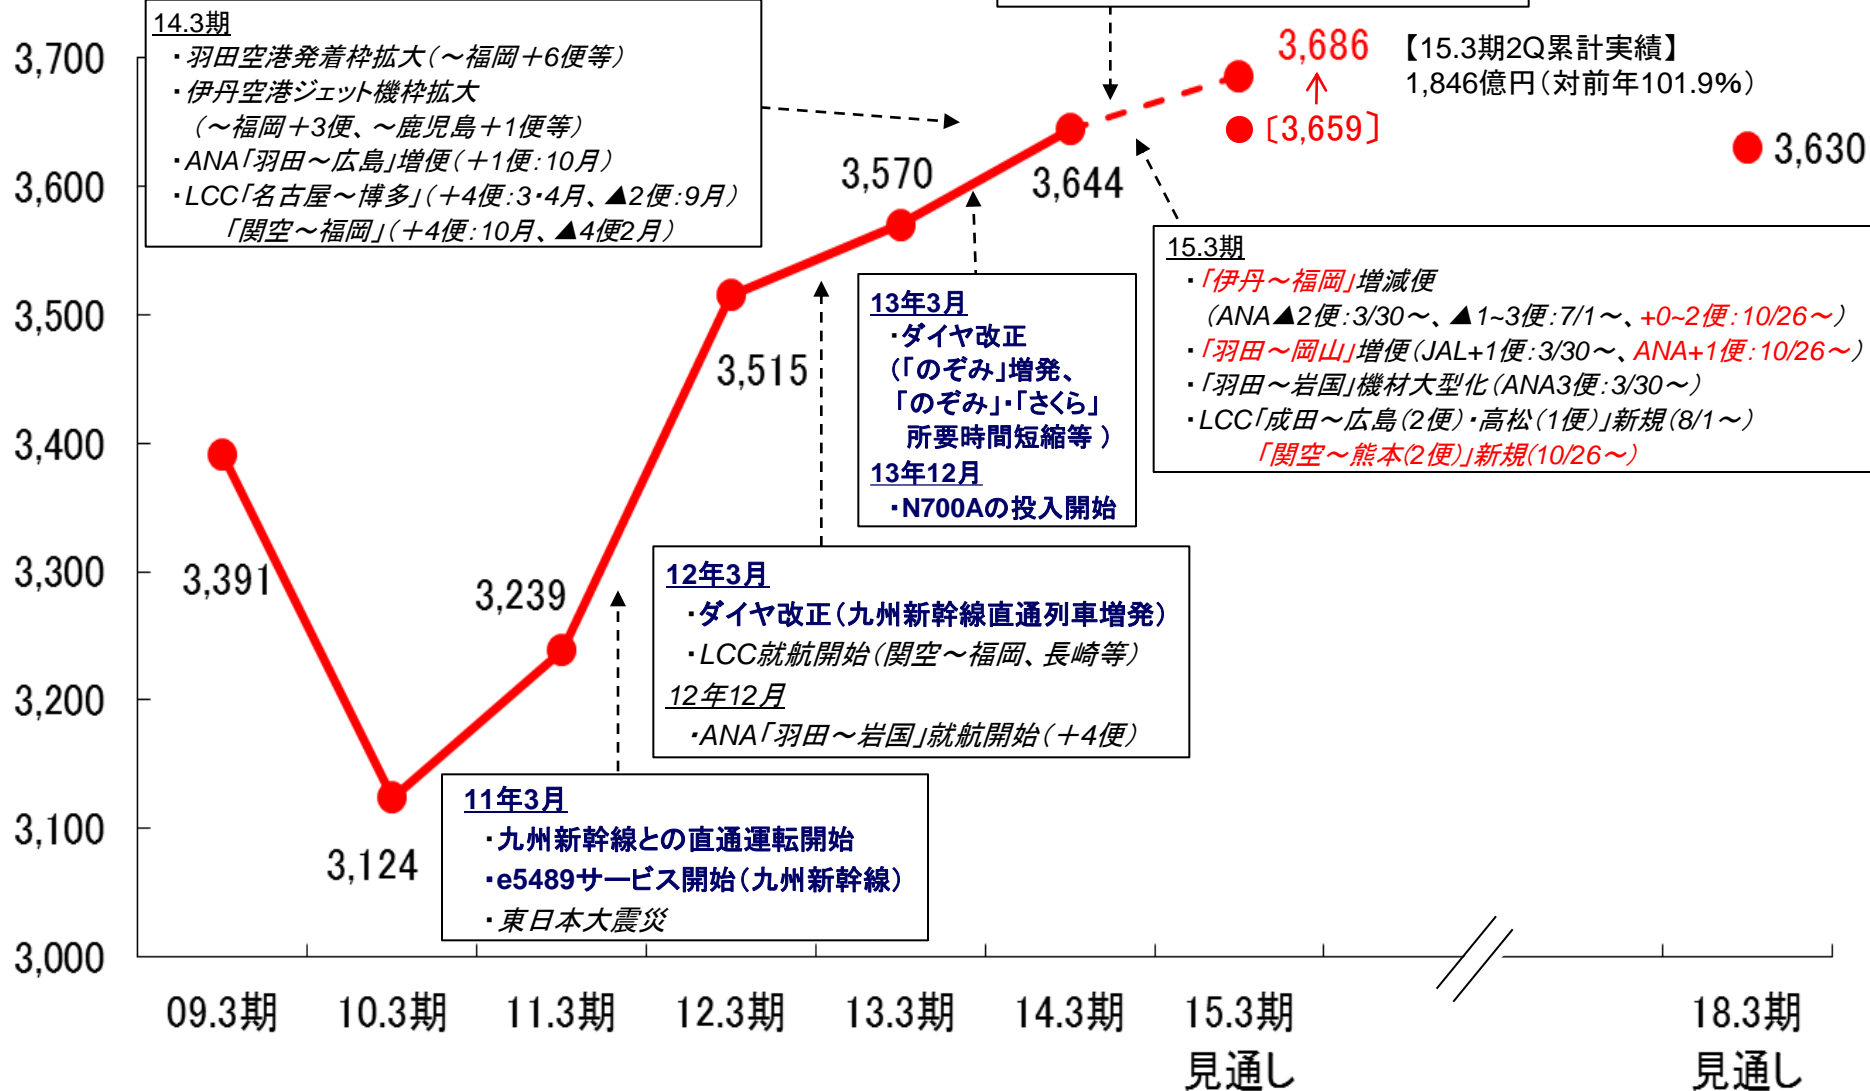 14.3期
・羽田空港発着枠拡大（～福岡＋6便等）
・伊丹空港ジェット機枠拡大
（～福岡＋3便、～鹿児島＋1便等）
・ANA「羽田～広島」増便（＋1便：10月）
・LCC「名古屋～博多」（＋4便：3・4月、▲2便：9月）
「関空～福岡」（＋4便：10月、▲4便2月）
3,686
【15.3期2Q累計実績】
1,846億円（対前年101.9%）
〔3,659〕
3,630
3,644
3,570
3,515
3,239
3,124
3,391
15.3期
・「伊丹～福岡」増減便
（ANA▲2便：3/30～、▲1~3便：7/1～、+0~2便：10/26～）
・「羽田～岡山」増便（JAL+1便：3/30～、ANA+1便：10/26～）
・「羽田～岩国」機材大型化（ANA3便：3/30～）
・LCC「成田～広島（2便）・高松（1便）」新規（8/1～）
「関空～熊本（2便）」新規（10/26～）
13年3月
・ダイヤ改正
（「のぞみ」増発、
「のぞみ」・「さくら」
所要時間短縮等 ）
13年12月
・N700Aの投入開始
12年3月
・ダイヤ改正（九州新幹線直通列車増発）
・LCC就航開始（関空～福岡、長崎等）
12年12月
・ANA「羽田～岩国」就航開始（＋4便）
11年3月
・九州新幹線との直通運転開始
・e5489サービス開始（九州新幹線）
・東日本大震災
3,700
3,600
3,500
3,400
3,300
3,200
3,100
3,000
09.3期
10.3期
11.3期
12.3期
13.3期
14.3期
15.3期
見通し
18.3期
見通し